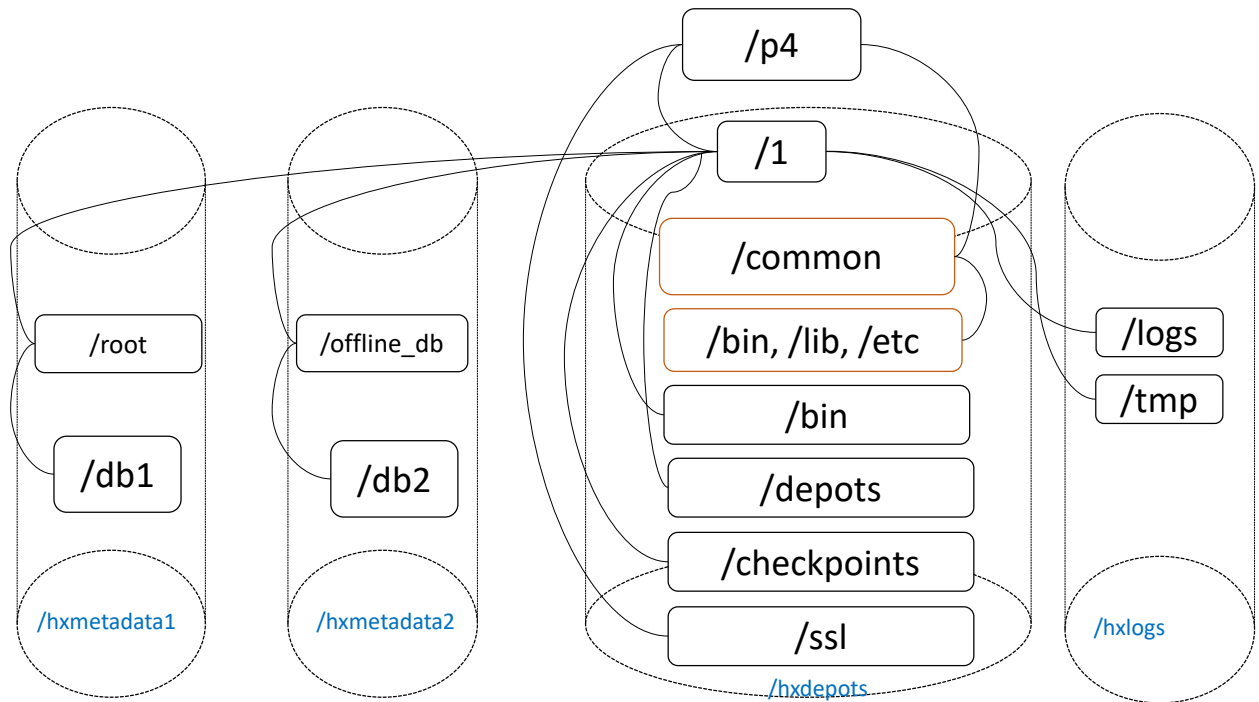 /p4
/1
/common
/root
/offline_db
/bin, /lib, /etc
/logs
/bin
/tmp
/db1
/db2
/depots
/checkpoints
/hxmetadata1
/hxmetadata2
/ssl
/hxlogs
/hxdepots